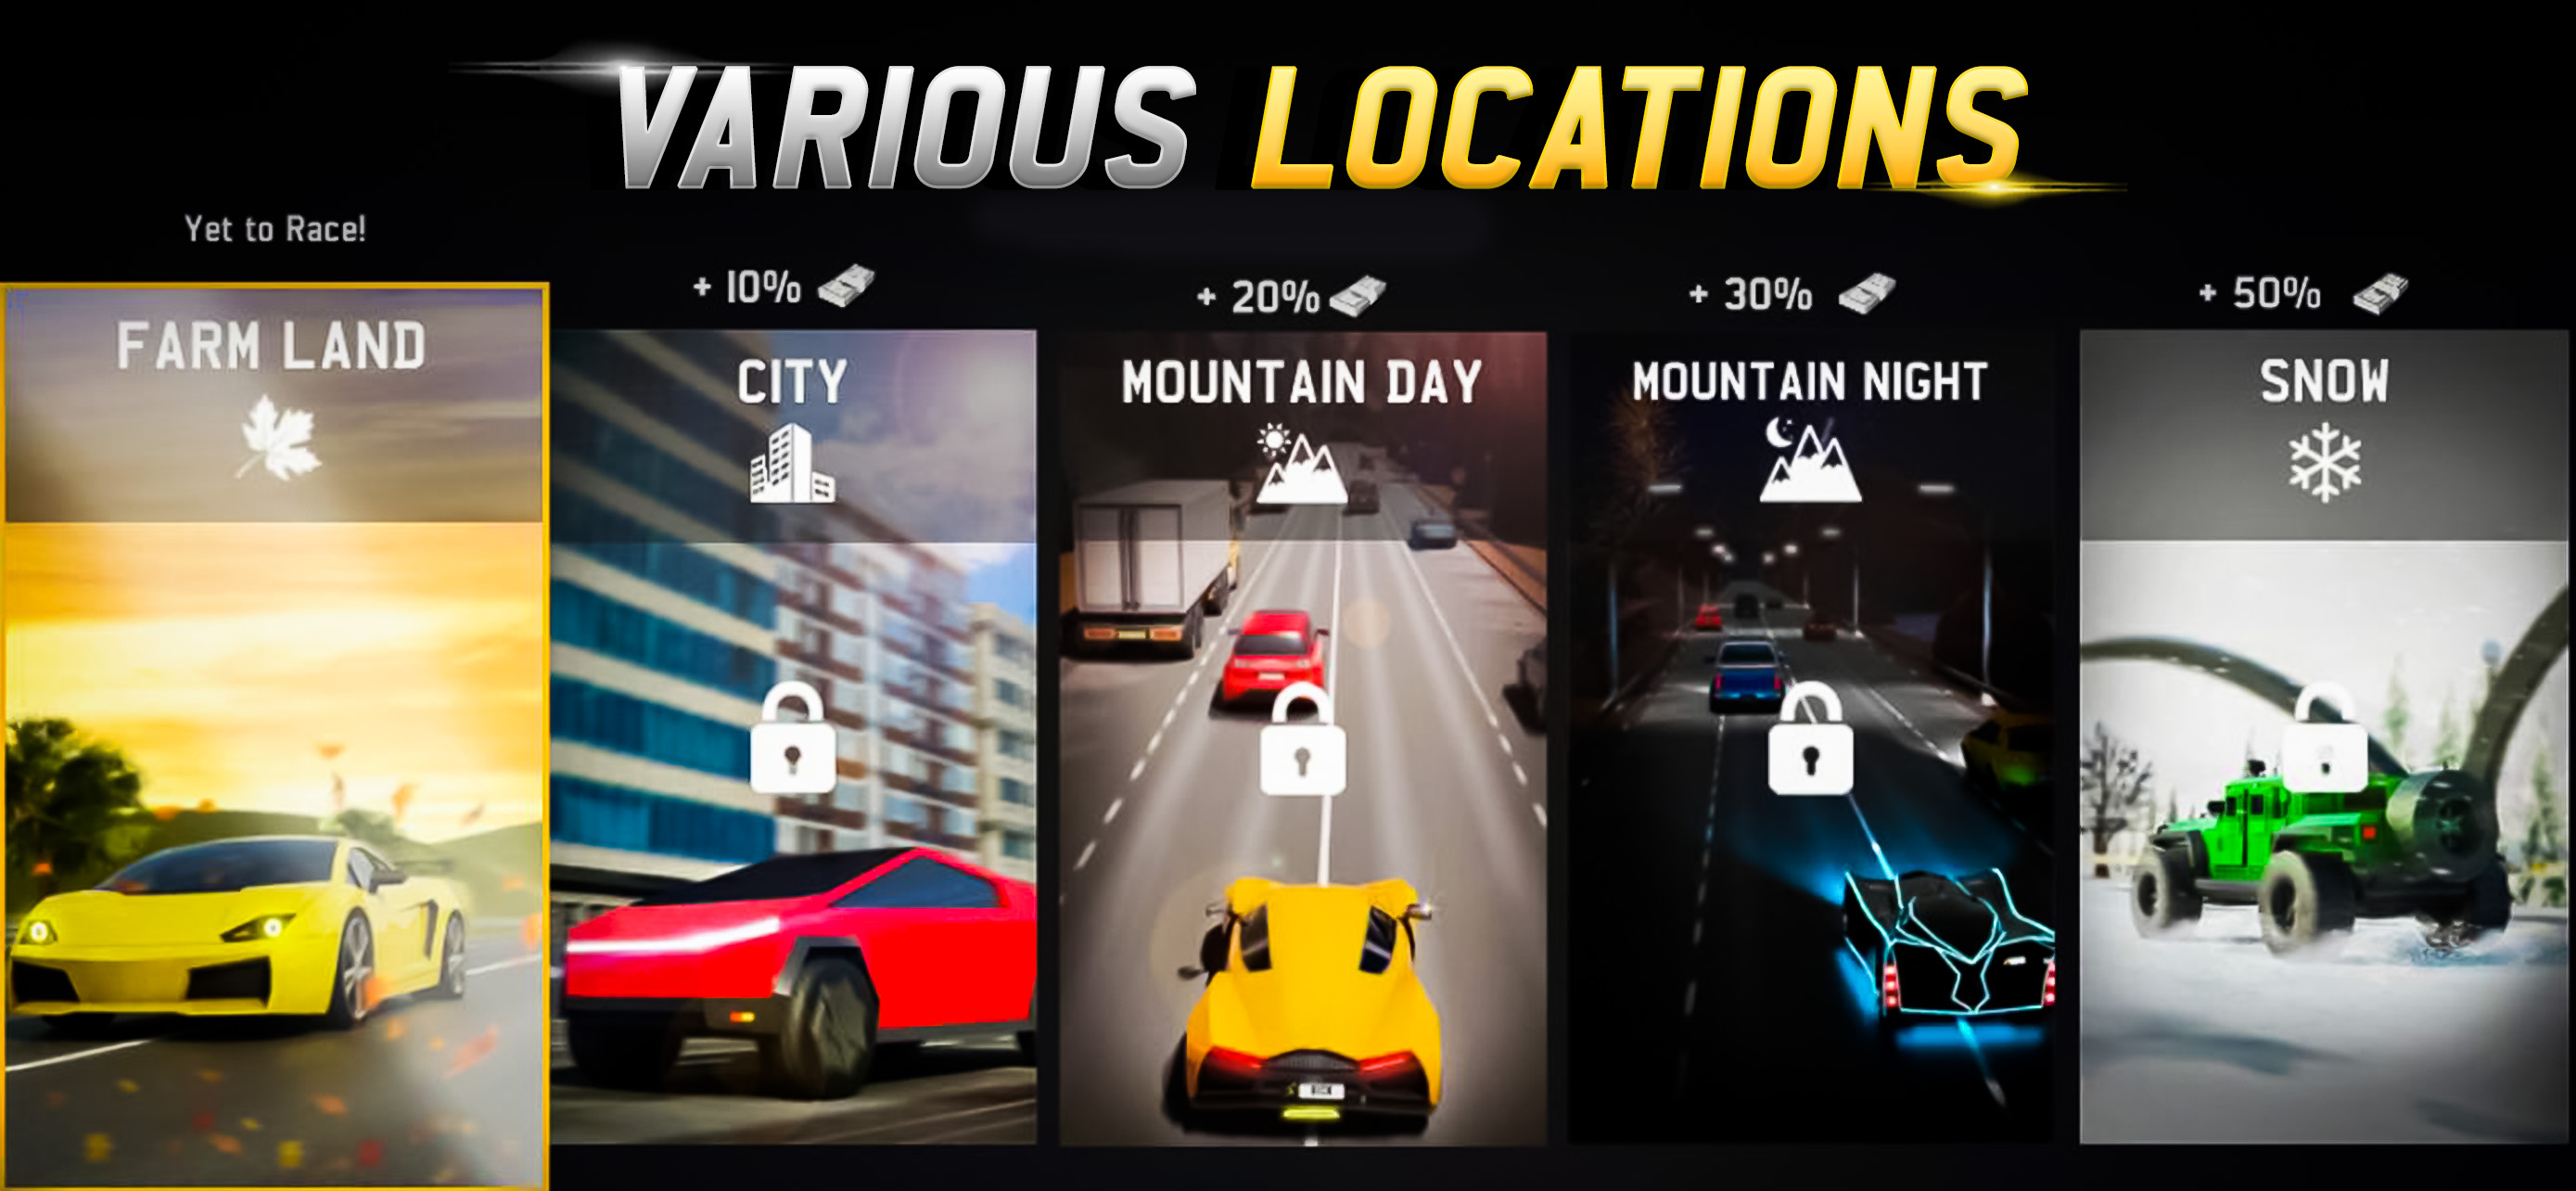 VARIOUS LOCATIONS
Yet to Race!
+ 10%
+ 20%
+ 30%
+ 50%
FARM LAND
CITY
MOUNTAIN DAY
MOUNTAIN NIGHT
SNOW